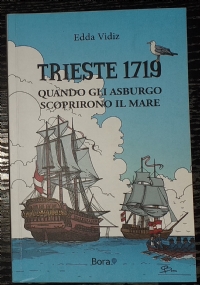 Edda Vidiz
TRIESTE 1719
QUANDO GLI ASBURGO
SCOPRIRONO IL MARE
Bora.